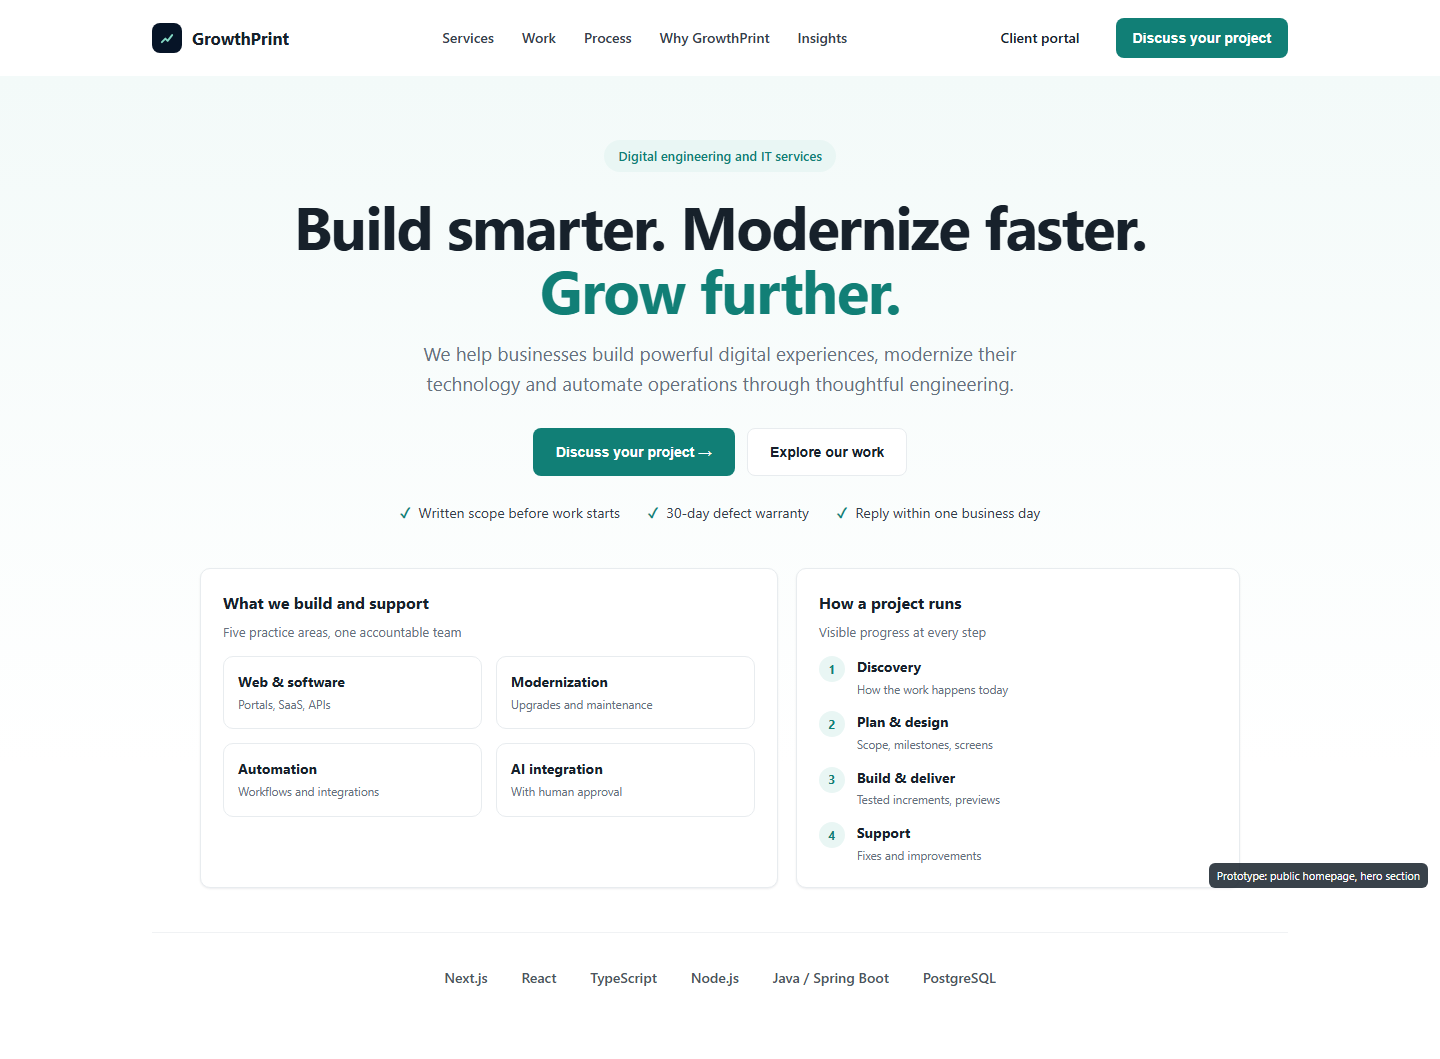 GrowthPrint
Services
Work
Process
Why GrowthPrint
Insights
Client portal
Discuss your project
Digital engineering and IT services
Build smarter. Modernize faster.
Grow further.
We help businesses build powerful digital experiences, modernize their
technology and automate operations through thoughtful engineering.
Discuss your project →
Explore our work
✓ Written scope before work starts
✓ 30-day defect warranty
✓ Reply within one business day
What we build and support
Five practice areas, one accountable team
Web & software
Portals, SaaS, APIs
Modernization
Upgrades and maintenance
Automation
Workflows and integrations
AI integration
With human approval
How a project runs
Visible progress at every step
1 Discovery
How the work happens today
2 Plan & design
Scope, milestones, screens
3 Build & deliver
Tested increments, previews
4 Support
Fixes and improvements
Prototype: public homepage, hero section
Next.js
React
TypeScript
Node.js
Java / Spring Boot
PostgreSQL